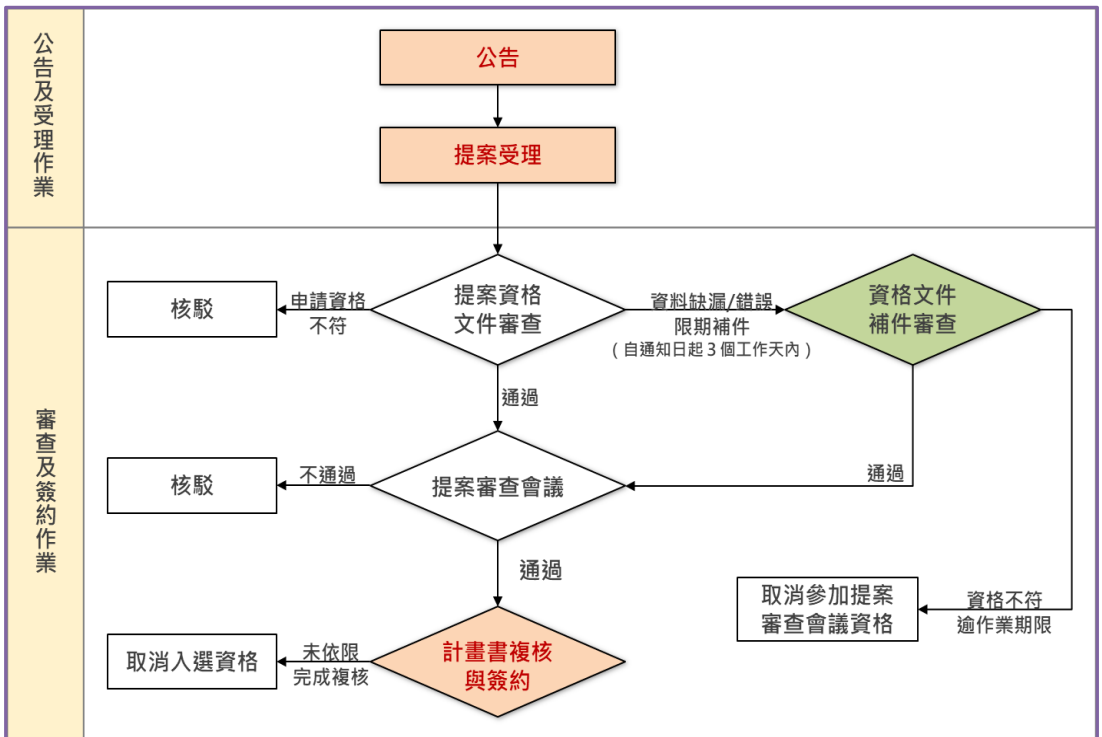 公告及受理作業
公告
提案受理
審查及簽約作業
提案資格
文件審查
申請資格
不符
核駁
資料缺漏/錯誤
限期補件
(自通知日起3個工作天內)
資格文件
補件審查
通過
通過
提案審查會議
不通過
核駁
通過
資格不符
逾作業期限
取消參加提案
審查會議資格
計畫書複核
與簽約
未依限
完成複核
取消入選資格